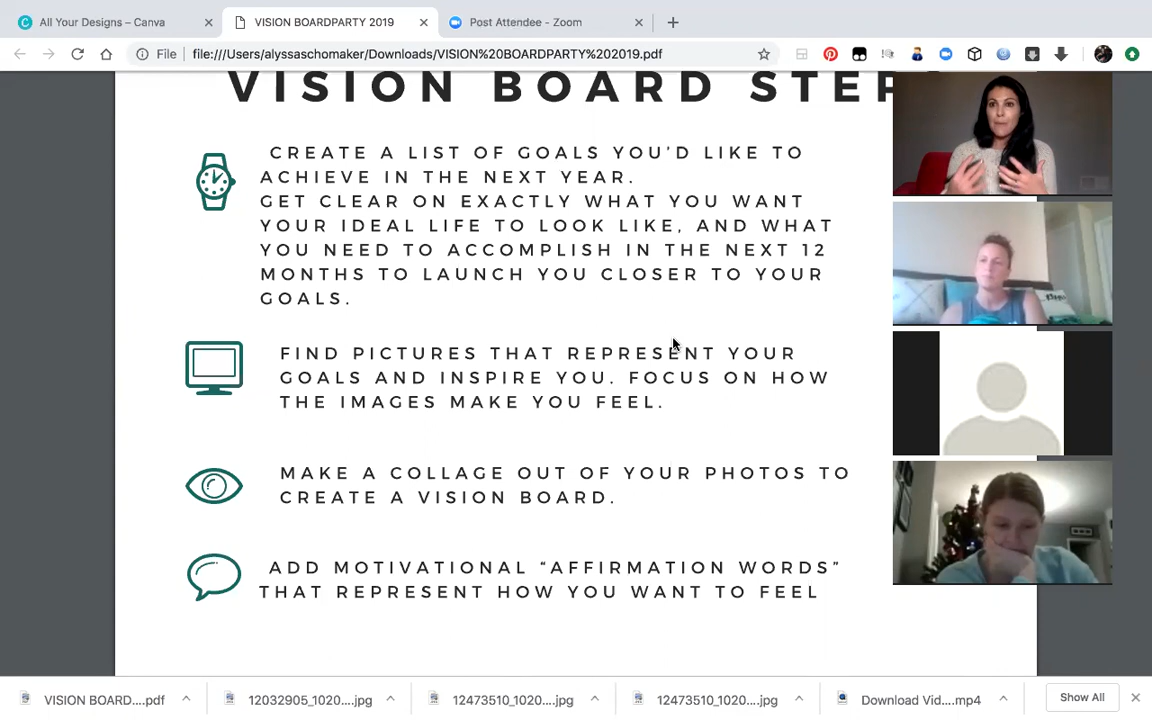 All Your Designs – Canva
VISION BOARDPARTY 2019
Post Attendee - Zoom
File
file:///Users/alyssaschomaker/Downloads/VISION%20BOARDPARTY%202019.pdf
VISION BOARD STEP
CREATE A LIST OF GOALS YOU'D LIKE TO
ACHIEVE IN THE NEXT YEAR.
GET CLEAR ON EXACTLY WHAT YOU WANT
YOUR IDEAL LIFE TO LOOK LIKE, AND WHAT
YOU NEED TO ACCOMPLISH IN THE NEXT 12
MONTHS TO LAUNCH YOU CLOSER TO YOUR
GOALS.
FIND PICTURES THAT REPRESENT YOUR
GOALS AND INSPIRE YOU. FOCUS ON HOW
THE IMAGES MAKE YOU FEEL.
MAKE A COLLAGE OUT OF YOUR PHOTOS TO
CREATE A VISION BOARD.
ADD MOTIVATIONAL “AFFIRMATION WORDS”
THAT REPRESENT HOW YOU WANT TO FEEL
VISION BOARD....pdf
12032905_1020....jpg
12473510_1020....jpg
12473510_1020....jpg
Download Vid....mp4
Show All